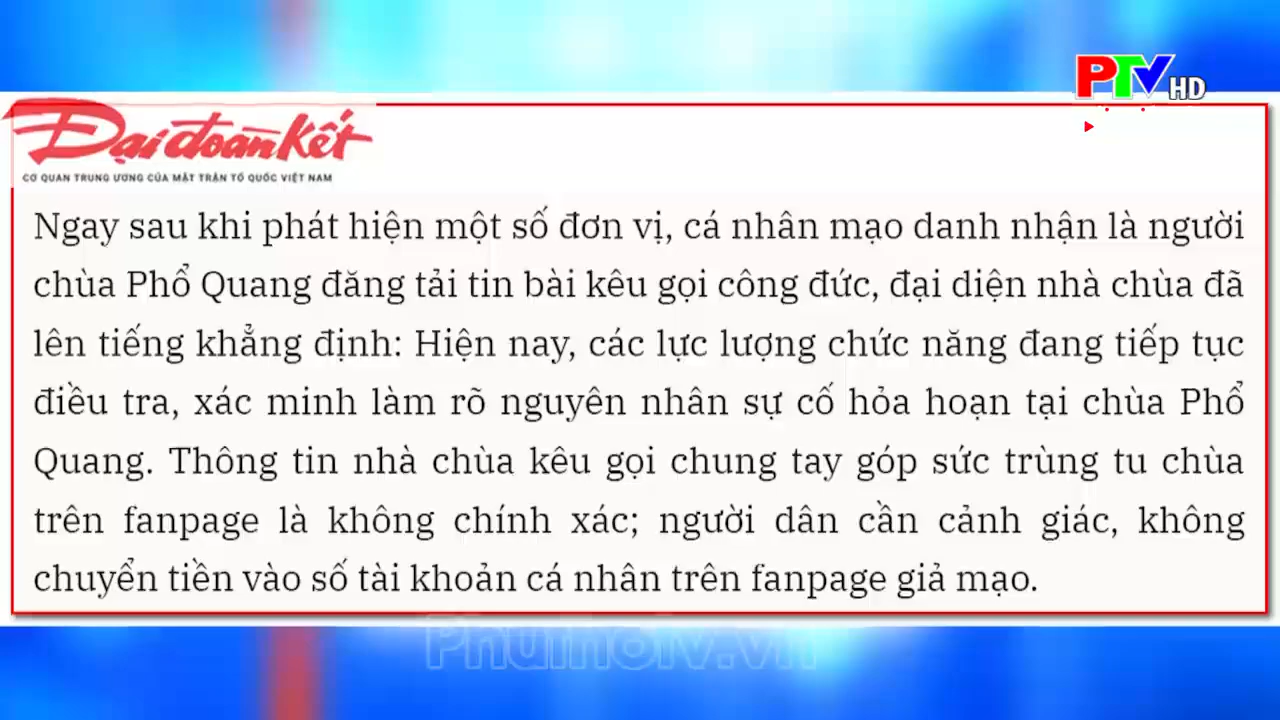 PTV HD
Đại đoàn kết
CƠ QUAN TRUNG ƯƠNG CỦA MẶT TRẬN TỔ QUỐC VIỆT NAM
Ngay sau khi phát hiện một số đơn vị, cá nhân mạo danh nhận là người
chùa Phổ Quang đăng tải tin bài kêu gọi công đức, đại diện nhà chùa đã
lên tiếng khẳng định: Hiện nay, các lực lượng chức năng đang tiếp tục
điều tra, xác minh làm rõ nguyên nhân sự cố hỏa hoạn tại chùa Phổ
Quang. Thông tin nhà chùa kêu gọi chung tay góp sức trùng tu chùa
trên fanpage là không chính xác; người dân cần cảnh giác, không
chuyển tiền vào số tài khoản cá nhân trên fanpage giả mạo.
Phuthotv.vn